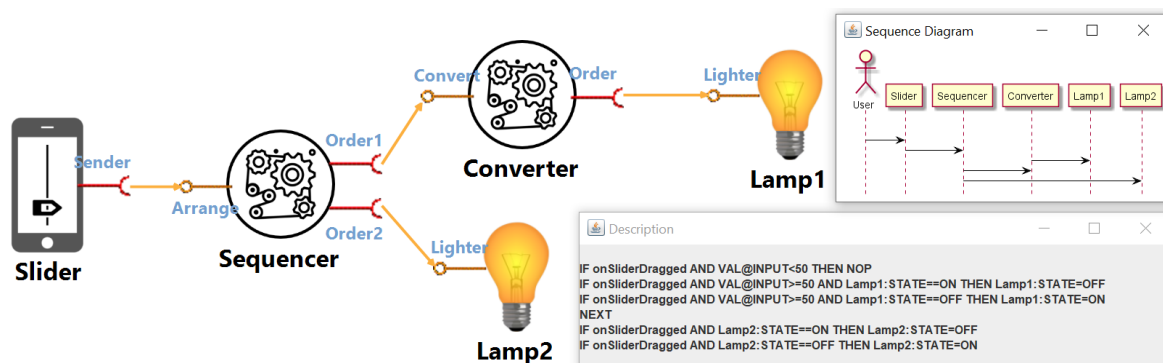 Sender
Slider
Arrange
Sequencer
Order1
Order2
Convert
Order
Converter
Lighter
Lamp1
Lighter
Lamp2
Sequence Diagram
User
Slider
Sequencer
Converter
Lamp1
Lamp2
Description
IF onSliderDragged AND VAL@INPUT<50 THEN NOP
IF onSliderDragged AND VAL@INPUT>=50 AND Lamp1:STATE==ON THEN Lamp1:STATE=OFF
IF onSliderDragged AND VAL@INPUT>=50 AND Lamp1:STATE==OFF THEN Lamp1:STATE=ON
NEXT
IF onSliderDragged AND Lamp2:STATE==ON THEN Lamp2:STATE=OFF
IF onSliderDragged AND Lamp2:STATE==OFF THEN Lamp2:STATE=ON